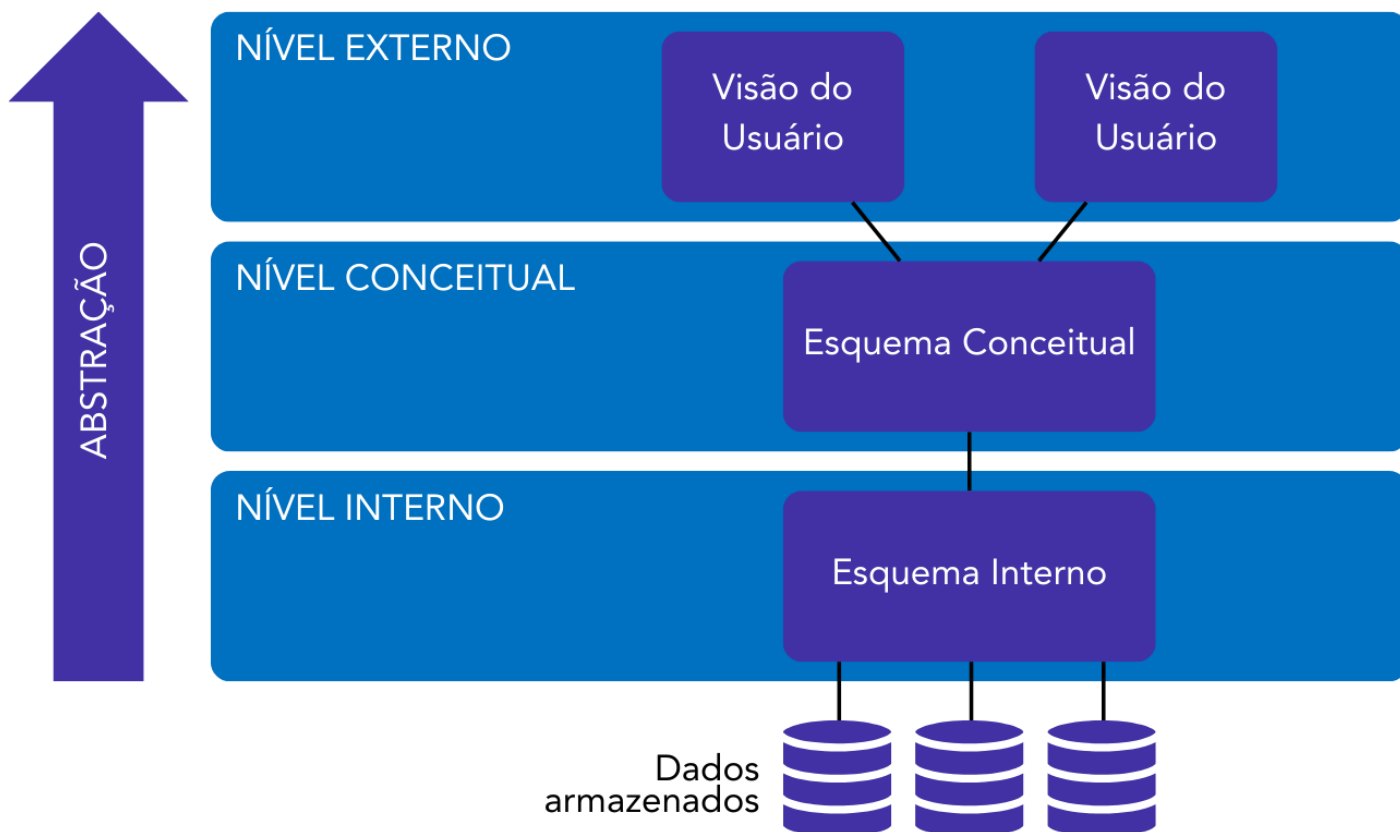 ABSTRAÇÃO
NÍVEL EXTERNO
Visão do
Usuário
Visão do
Usuário
NÍVEL CONCEITUAL
Esquema Conceitual
NÍVEL INTERNO
Esquema Interno
Dados
armazenados